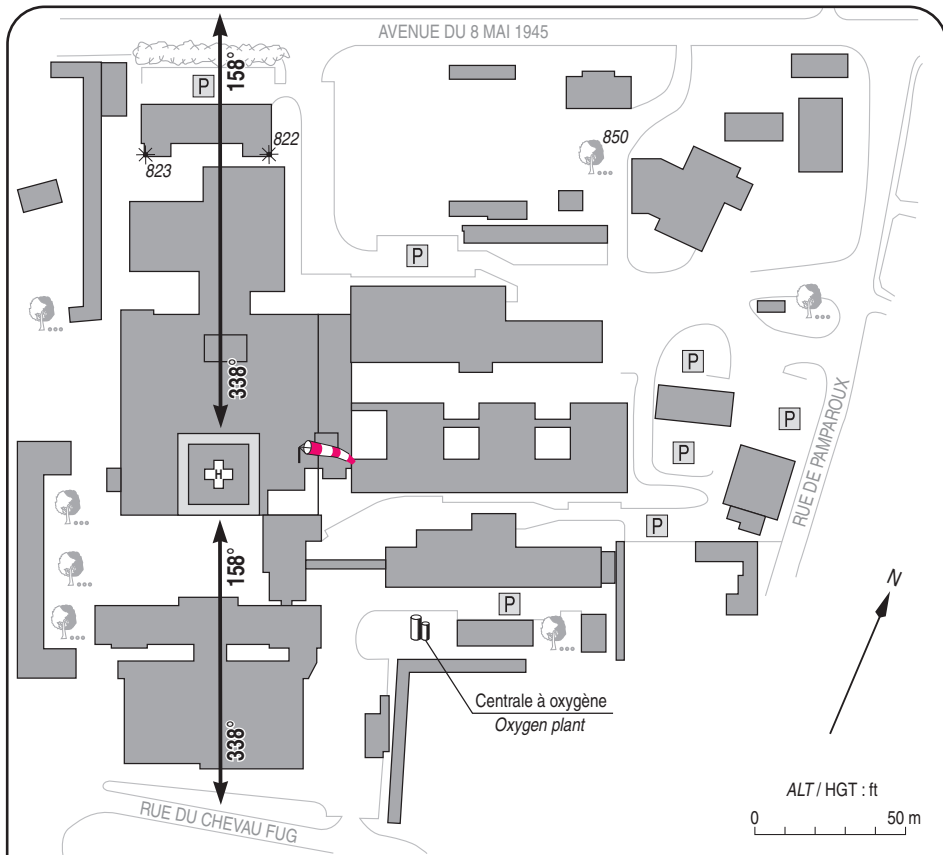 AVENUE DU 8 MAI 1945
158°
P
822
823
850
P
338°
P
P
P
RUE DE PAMPAROUX
H
P
158°
N
P
Centrale à oxygène
Oxygen plant
338°
ALT / HGT : ft
RUE DU CHEVAU FUG
0 50 m